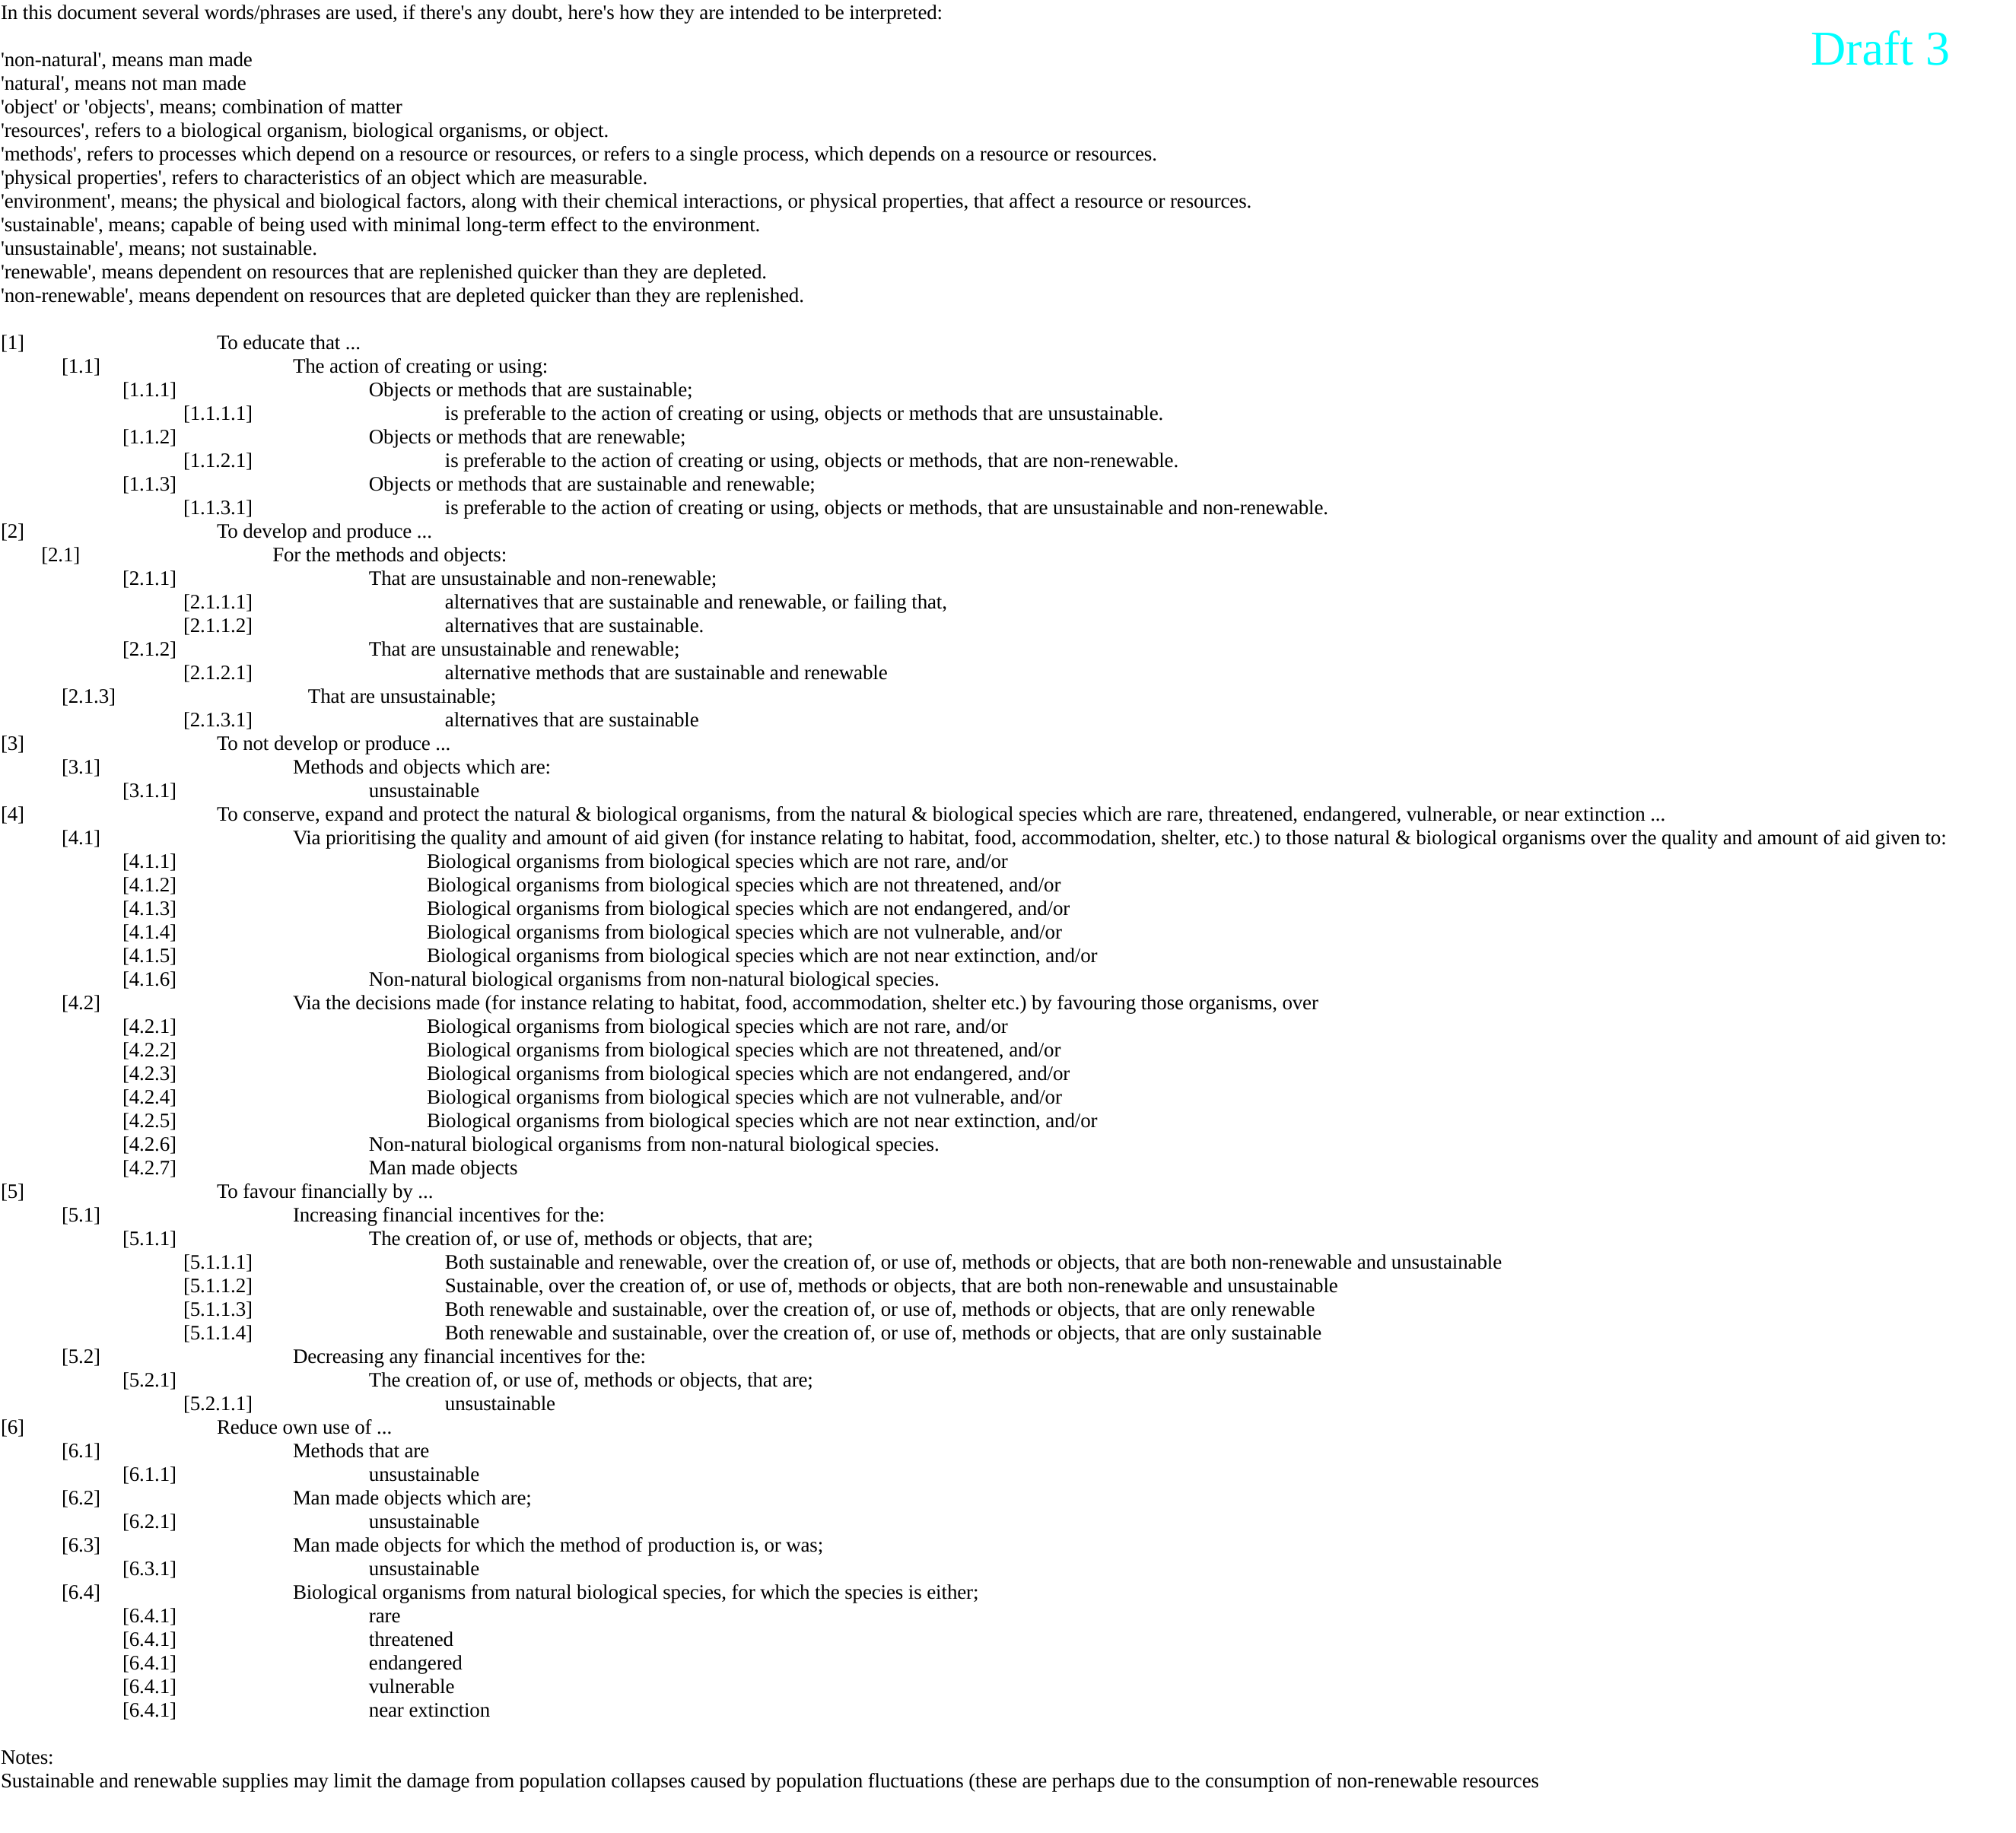 In this document several words/phrases are used, if there's any doubt, here's how they are intended to be interpreted:
Draft 3
'non-natural', means man made
'natural', means not man made
'object' or 'objects', means; combination of matter
'resources', refers to a biological organism, biological organisms, or object.
'methods', refers to processes which depend on a resource or resources, or refers to a single process, which depends on a resource or resources.
'physical properties', refers to characteristics of an object which are measurable.
'environment', means; the physical and biological factors, along with their chemical interactions, or physical properties, that affect a resource or resources.
'sustainable', means; capable of being used with minimal long-term effect to the environment.
'unsustainable', means; not sustainable.
'renewable', means dependent on resources that are replenished quicker than they are depleted.
'non-renewable', means dependent on resources that are depleted quicker than they are replenished.
[1] To educate that ...
[1.1] The action of creating or using:
[1.1.1] Objects or methods that are sustainable;
[1.1.1.1] is preferable to the action of creating or using, objects or methods that are unsustainable.
[1.1.2] Objects or methods that are renewable;
[1.1.2.1] is preferable to the action of creating or using, objects or methods, that are non-renewable.
[1.1.3] Objects or methods that are sustainable and renewable;
[1.1.3.1] is preferable to the action of creating or using, objects or methods, that are unsustainable and non-renewable.
[2] To develop and produce ...
[2.1] For the methods and objects:
[2.1.1] That are unsustainable and non-renewable;
[2.1.1.1] alternatives that are sustainable and renewable, or failing that,
[2.1.1.2] alternatives that are sustainable.
[2.1.2] That are unsustainable and renewable;
[2.1.2.1] alternative methods that are sustainable and renewable
[2.1.3] That are unsustainable;
[2.1.3.1] alternatives that are sustainable
[3] To not develop or produce ...
[3.1] Methods and objects which are:
[3.1.1] unsustainable
[4] To conserve, expand and protect the natural & biological organisms, from the natural & biological species which are rare, threatened, endangered, vulnerable, or near extinction ...
[4.1] Via prioritising the quality and amount of aid given (for instance relating to habitat, food, accommodation, shelter, etc.) to those natural & biological organisms over the quality and amount of aid given to:
[4.1.1] Biological organisms from biological species which are not rare, and/or
[4.1.2] Biological organisms from biological species which are not threatened, and/or
[4.1.3] Biological organisms from biological species which are not endangered, and/or
[4.1.4] Biological organisms from biological species which are not vulnerable, and/or
[4.1.5] Biological organisms from biological species which are not near extinction, and/or
[4.1.6] Non-natural biological organisms from non-natural biological species.
[4.2] Via the decisions made (for instance relating to habitat, food, accommodation, shelter etc.) by favouring those organisms, over
[4.2.1] Biological organisms from biological species which are not rare, and/or
[4.2.2] Biological organisms from biological species which are not threatened, and/or
[4.2.3] Biological organisms from biological species which are not endangered, and/or
[4.2.4] Biological organisms from biological species which are not vulnerable, and/or
[4.2.5] Biological organisms from biological species which are not near extinction, and/or
[4.2.6] Non-natural biological organisms from non-natural biological species.
[4.2.7] Man made objects
[5] To favour financially by ...
[5.1] Increasing financial incentives for the:
[5.1.1] The creation of, or use of, methods or objects, that are;
[5.1.1.1] Both sustainable and renewable, over the creation of, or use of, methods or objects, that are both non-renewable and unsustainable
[5.1.1.2] Sustainable, over the creation of, or use of, methods or objects, that are both non-renewable and unsustainable
[5.1.1.3] Both renewable and sustainable, over the creation of, or use of, methods or objects, that are only renewable
[5.1.1.4] Both renewable and sustainable, over the creation of, or use of, methods or objects, that are only sustainable
[5.2] Decreasing any financial incentives for the:
[5.2.1] The creation of, or use of, methods or objects, that are;
[5.2.1.1] unsustainable
[6] Reduce own use of ...
[6.1] Methods that are
[6.1.1] unsustainable
[6.2] Man made objects which are;
[6.2.1] unsustainable
[6.3] Man made objects for which the method of production is, or was;
[6.3.1] unsustainable
[6.4] Biological organisms from natural biological species, for which the species is either;
[6.4.1] rare
[6.4.1] threatened
[6.4.1] endangered
[6.4.1] vulnerable
[6.4.1] near extinction
Notes:
Sustainable and renewable supplies may limit the damage from population collapses caused by population fluctuations (these are perhaps due to the consumption of non-renewable resources